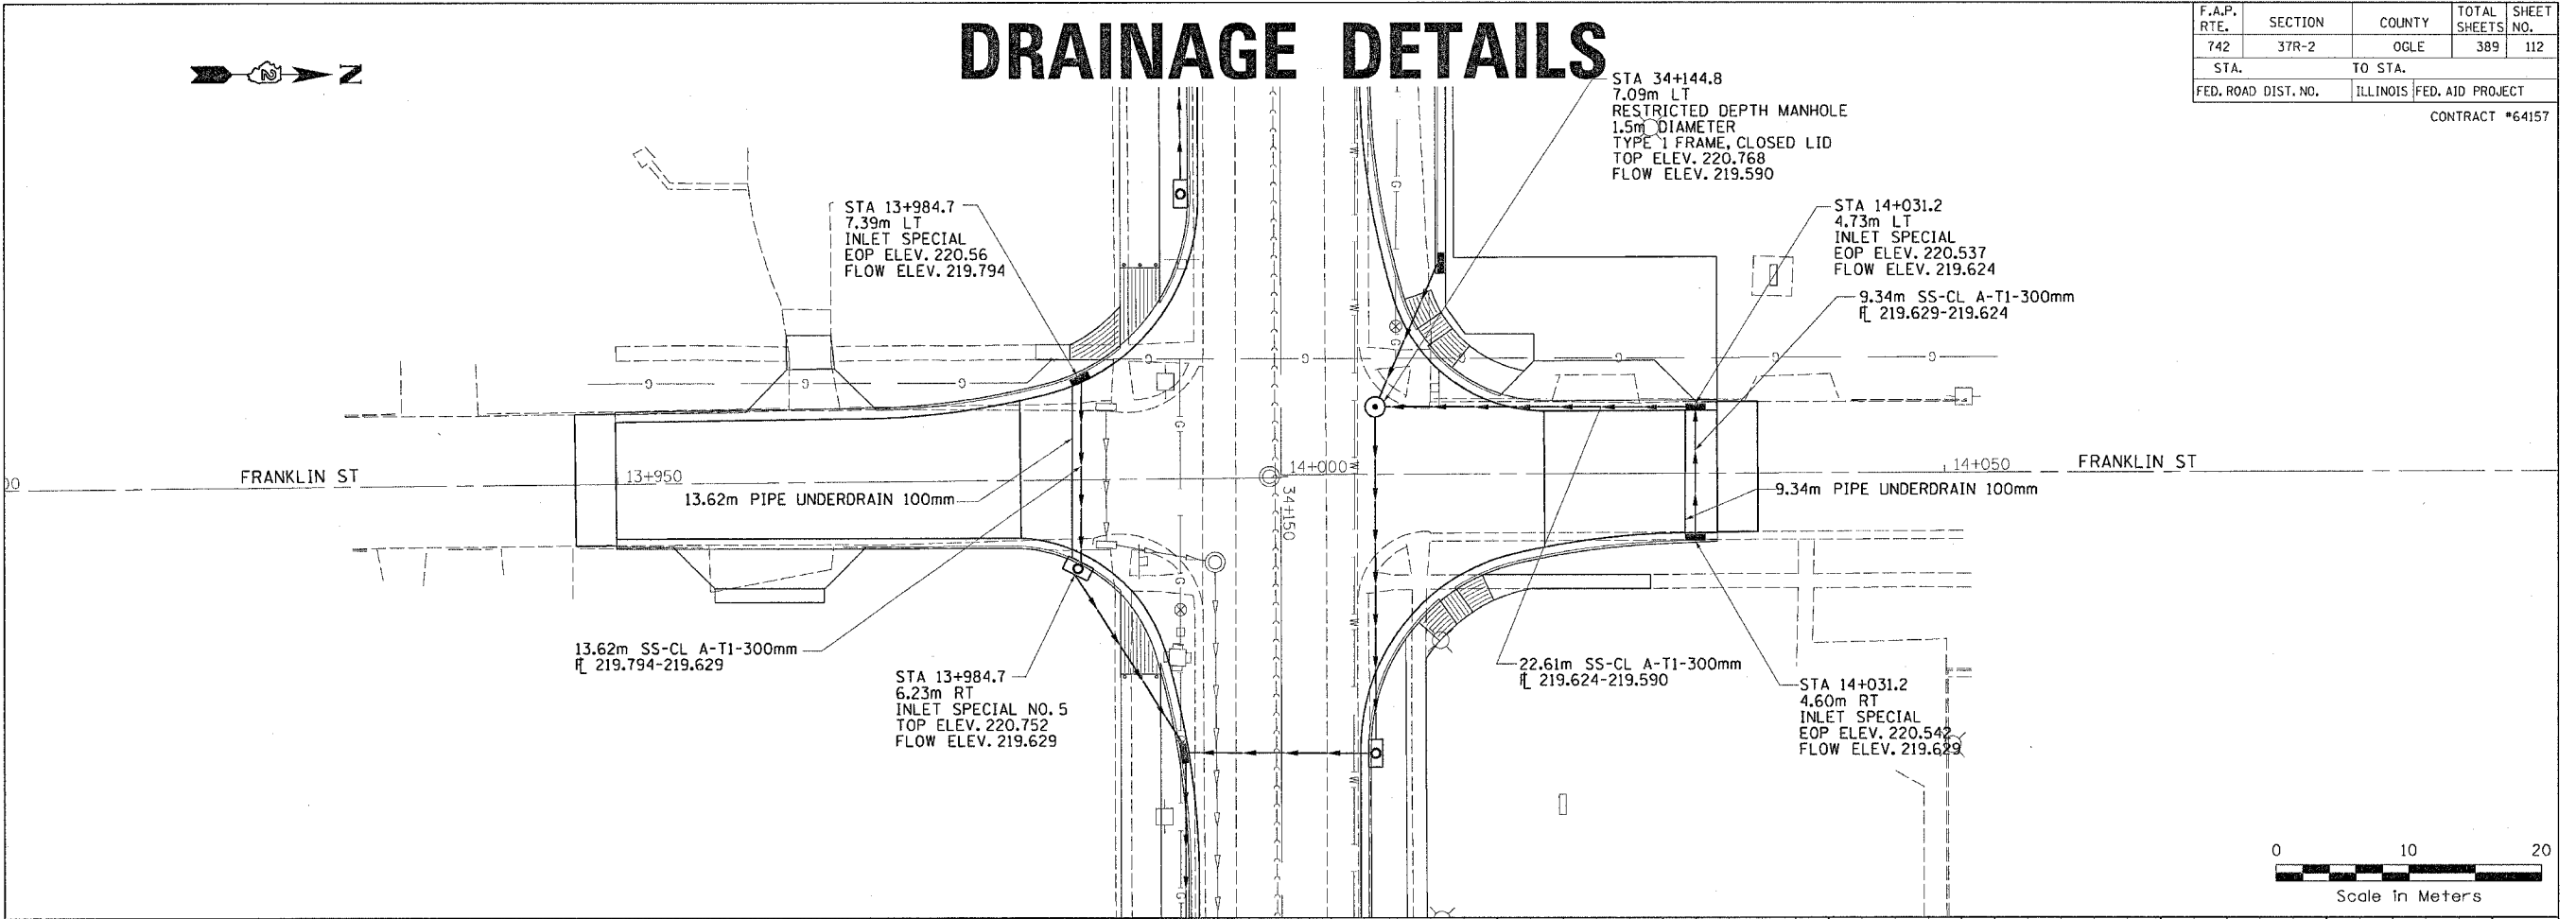 DRAINAGE DETAILS
F.A.P. RTE. SECTION COUNTY TOTAL SHEETS SHEET NO.
742 37R-2 OGLE 389 112
STA. TO STA.
FED. ROAD DIST. NO. ILLINOIS FED. AID PROJECT
CONTRACT #64157
N
STA 34+144.8
7.09m LT
RESTRICTED DEPTH MANHOLE
1.5m DIAMETER
TYPE 1 FRAME, CLOSED LID
TOP ELEV. 220.768
FLOW ELEV. 219.590
STA 13+984.7
7.39m LT
INLET SPECIAL
EOP ELEV. 220.56
FLOW ELEV. 219.794
STA 14+031.2
4.73m LT
INLET SPECIAL
EOP ELEV. 220.537
FLOW ELEV. 219.624
9.34m SS-CL A-T1-300mm
FL 219.629-219.624
FRANKLIN ST
13+950
14+000
34+150
14+050
FRANKLIN ST
13.62m PIPE UNDERDRAIN 100mm
9.34m PIPE UNDERDRAIN 100mm
13.62m SS-CL A-T1-300mm
FL 219.794-219.629
STA 13+984.7
6.23m RT
INLET SPECIAL NO. 5
TOP ELEV. 220.752
FLOW ELEV. 219.629
22.61m SS-CL A-T1-300mm
FL 219.624-219.590
STA 14+031.2
4.60m RT
INLET SPECIAL
EOP ELEV. 220.542
FLOW ELEV. 219.629
0 10 20
Scale in Meters